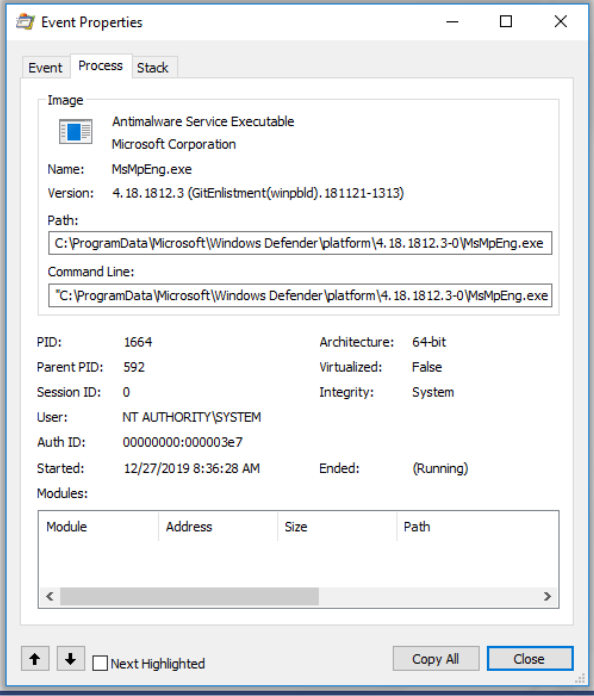 Event Properties
Event Process Stack
Image
Antimalware Service Executable
Microsoft Corporation
Name: MsMpEng.exe
Version: 4.18.1812.3 (GitEnlistment(winpbld).181121-1313)
Path:
C:\ProgramData\Microsoft\Windows Defender\platform\4.18.1812.3-0\MsMpEng.exe
Command Line:
"C:\ProgramData\Microsoft\Windows Defender\platform\4.18.1812.3-0\MsMpEng.exe
PID: 1664 Architecture: 64-bit
Parent PID: 592 Virtualized: False
Session ID: 0 Integrity: System
User: NT AUTHORITY\SYSTEM
Auth ID: 00000000:000003e7
Started: 12/27/2019 8:36:28 AM Ended: (Running)
Modules:
Module Address Size Path
Next Highlighted Copy All Close